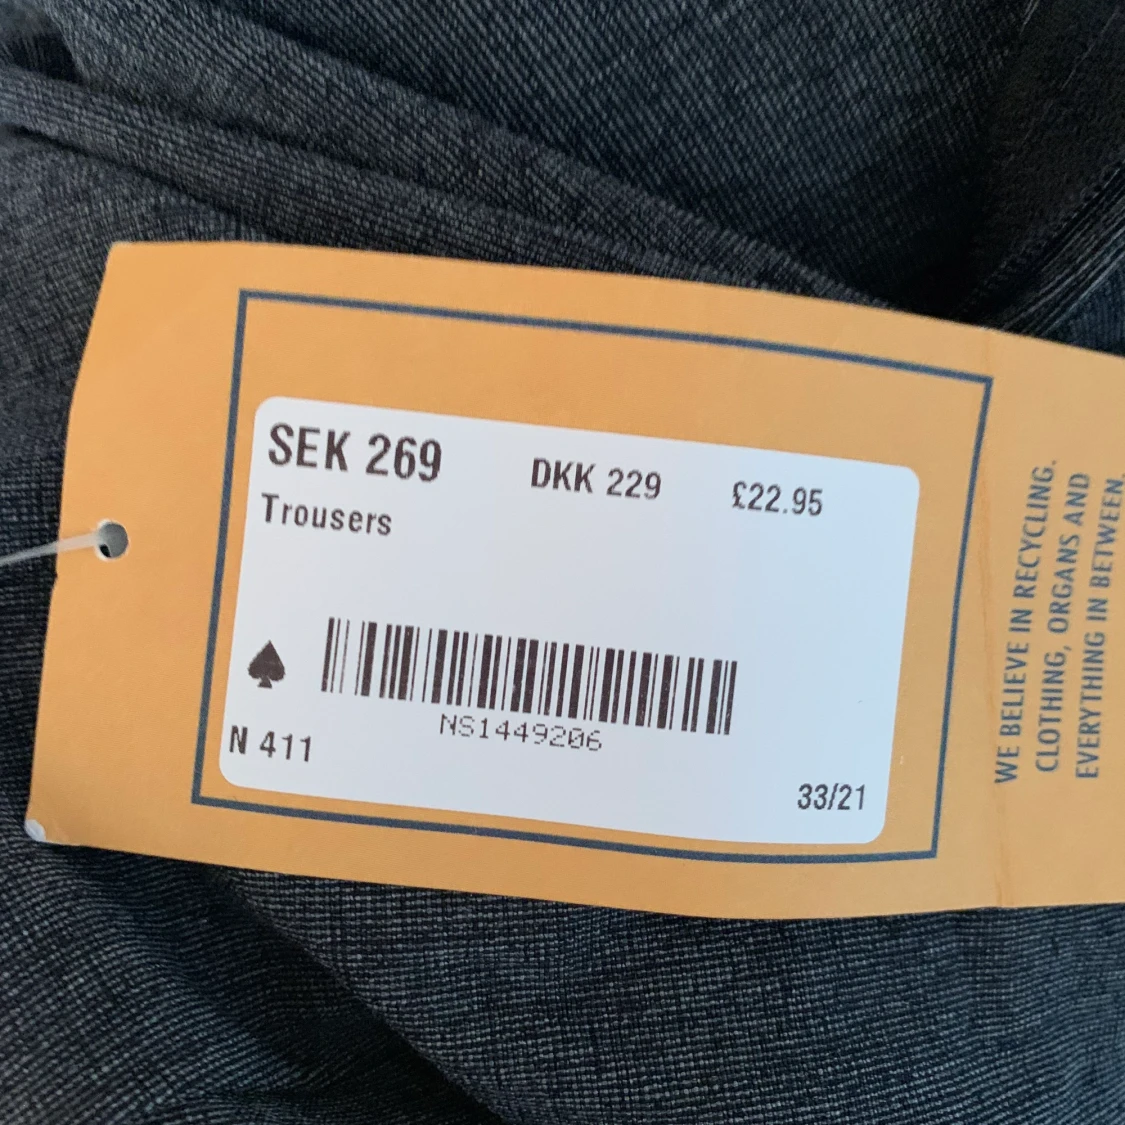 SEK 269 DKK 229 £22.95
Trousers
NS1449206
N 411
33/21
WE BELIEVE IN RECYCLING.
CLOTHING, ORGANS AND
EVERYTHING IN BETWEEN.